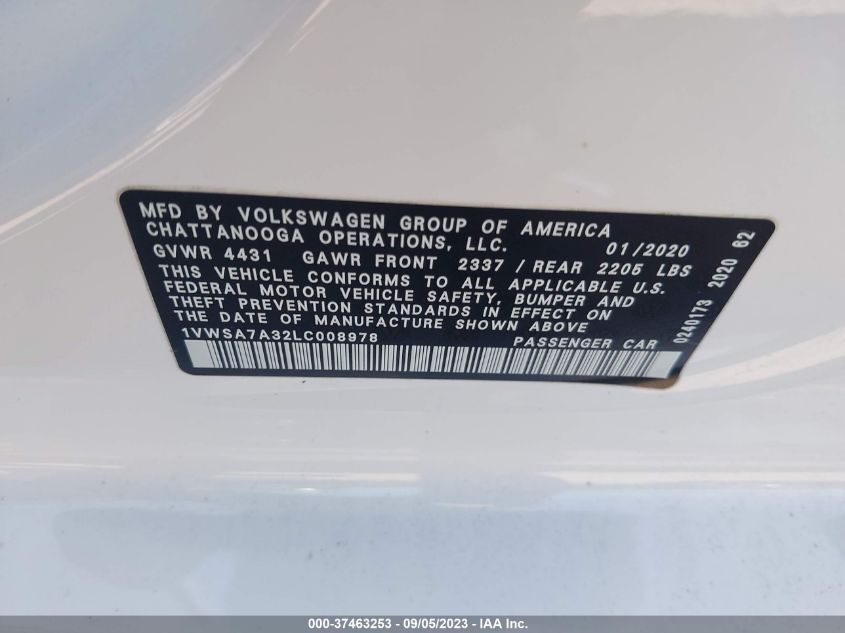 MFD BY VOLKSWAGEN GROUP OF AMERICA
CHATTANOOGA OPERATIONS, LLC. 01/2020
GVWR 4431 GAWR FRONT 2337 / REAR 2205 LBS
THIS VEHICLE CONFORMS TO ALL APPLICABLE U.S.
FEDERAL MOTOR VEHICLE SAFETY, BUMPER AND
THEFT PREVENTION STANDARDS IN EFFECT ON
THE DATE OF MANUFACTURE SHOWN ABOVE
1VWSA7A32LC008978 PASSENGER CAR
0240173 2020 62
000-37463253 - 09/05/2023 - IAA Inc.